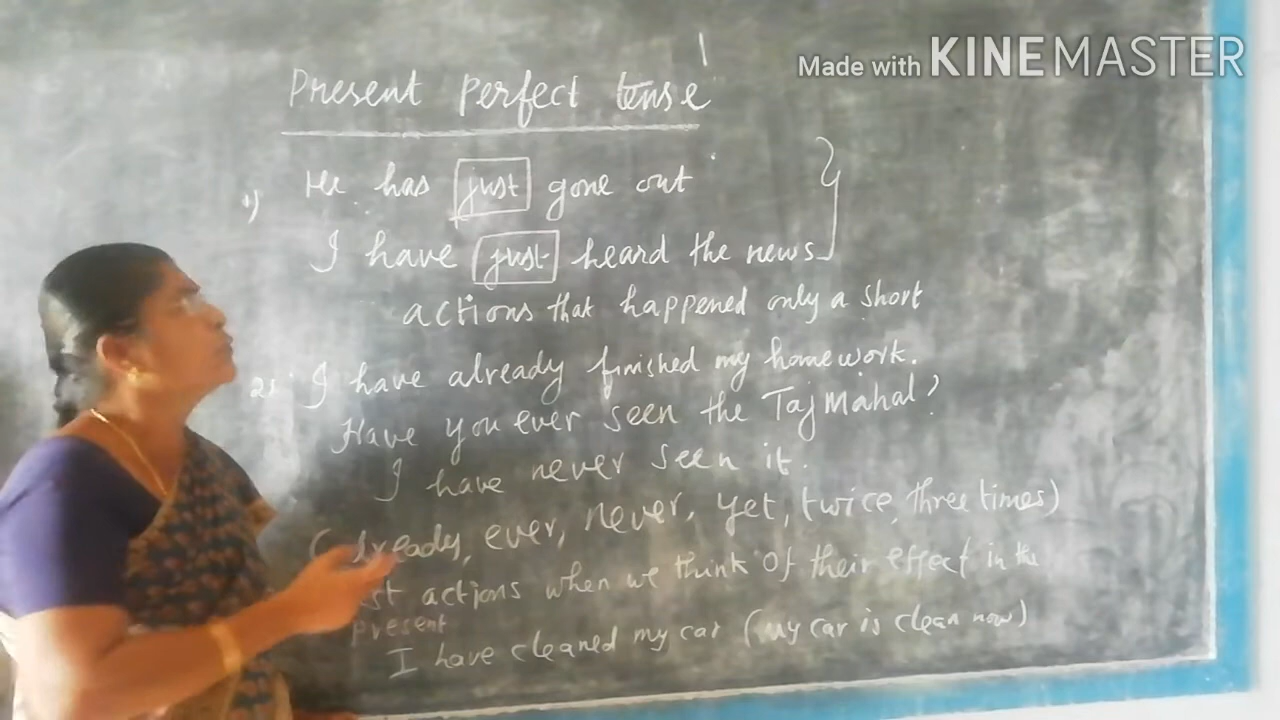 Made with KINEMASTER
Present perfect tense
1) He has just gone out
I have just heard the news
actions that happened only a short
2) I have already finished my homework.
Have you ever seen the Taj Mahal?
I have never seen it.
(already, ever, never, yet, twice, three times)
actions when we think of their effect in the
present
I have cleaned my car (my car is clean now)